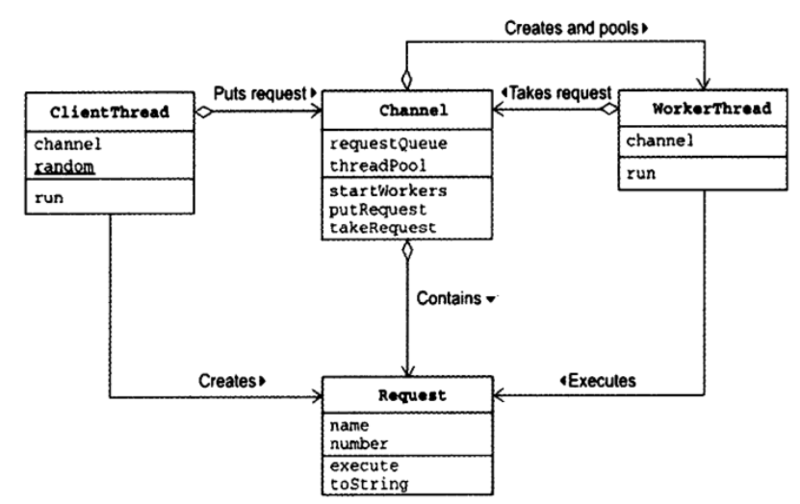 Creates and pools
ClientThread
channel
random
run
Puts request
Channel
requestQueue
threadPool
startWorkers
putRequest
takeRequest
Takes request
WorkerThread
channel
run
Contains
Creates
Executes
Request
name
number
execute
toString